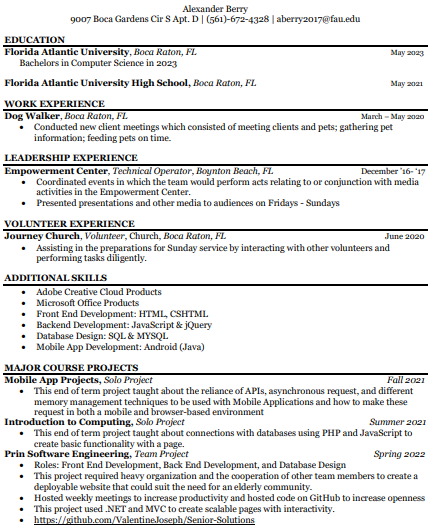 Alexander Berry
9007 Boca Gardens Cir S Apt. D | (561)-672-4328 | aberry2017@fau.edu
EDUCATION
Florida Atlantic University, Boca Raton, FL May 2023
Bachelors in Computer Science in 2023
Florida Atlantic University High School, Boca Raton, FL May 2021
WORK EXPERIENCE
Dog Walker, Boca Raton, FL March – May 2020
• Conducted new client meetings which consisted of meeting clients and pets; gathering pet
information; feeding pets on time.
LEADERSHIP EXPERIENCE
Empowerment Center, Technical Operator, Boynton Beach, FL December '16- '17
• Coordinated events in which the team would perform acts relating to or conjunction with media
activities in the Empowerment Center.
• Presented presentations and other media to audiences on Fridays - Sundays
VOLUNTEER EXPERIENCE
Journey Church, Volunteer, Church, Boca Raton, FL June 2020
• Assisting in the preparations for Sunday service by interacting with other volunteers and
performing tasks diligently.
ADDITIONAL SKILLS
• Adobe Creative Cloud Products
• Microsoft Office Products
• Front End Development: HTML, CSHTML
• Backend Development: JavaScript & jQuery
• Database Design: SQL & MYSQL
• Mobile App Development: Android (Java)
MAJOR COURSE PROJECTS
Mobile App Projects, Solo Project Fall 2021
• This end of term project taught about the reliance of APIs, asynchronous request, and different
memory management techniques to be used with Mobile Applications and how to make these
request in both a mobile and browser-based environment
Introduction to Computing, Solo Project Summer 2021
• This end of term project taught about connections with databases using PHP and JavaScript to
create basic functionality with a page.
Prin Software Engineering, Team Project Spring 2022
• Roles: Front End Development, Back End Development, and Database Design
• This project required heavy organization and the cooperation of other team members to create a
deployable website that could suit the need for an elderly community.
• Hosted weekly meetings to increase productivity and hosted code on GitHub to increase openness
• This project used .NET and MVC to create scalable pages with interactivity.
• https://github.com/ValentineJoseph/Senior-Solutions